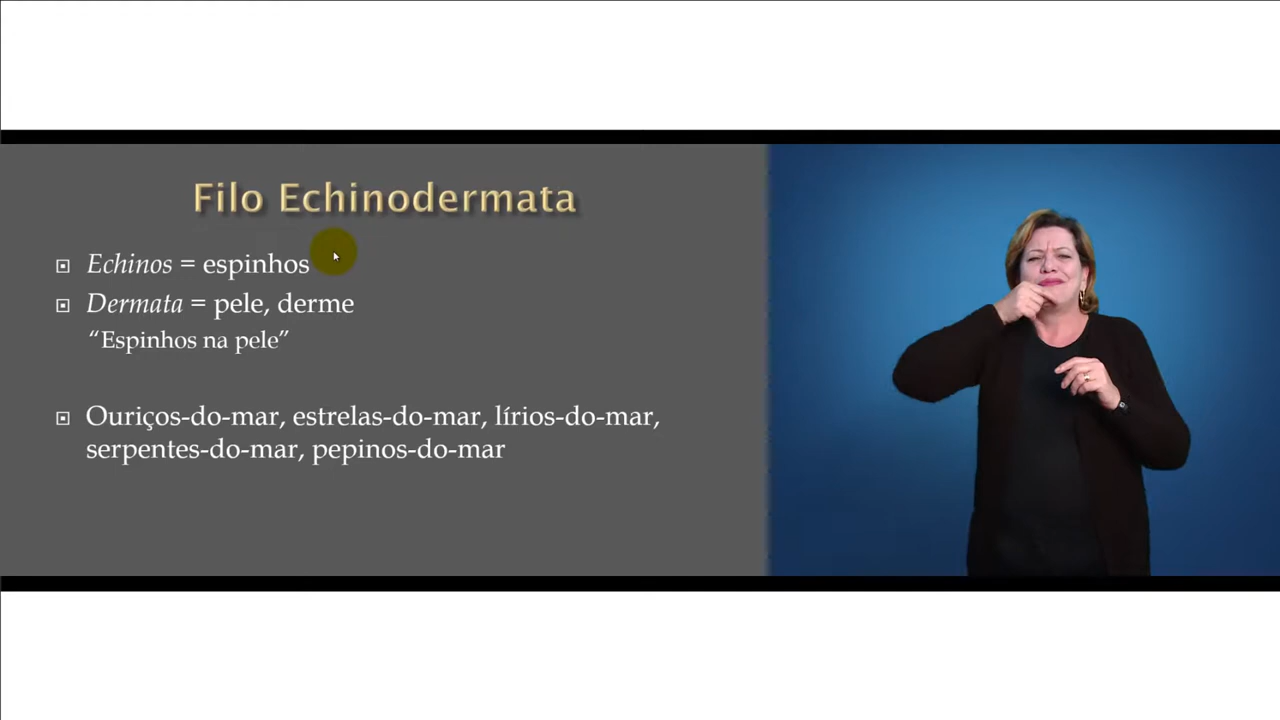 Filo Echinodermata
Echinos = espinhos
Dermata = pele, derme
“Espinhos na pele”
Ouriços-do-mar, estrelas-do-mar, lírios-do-mar,
serpentes-do-mar, pepinos-do-mar